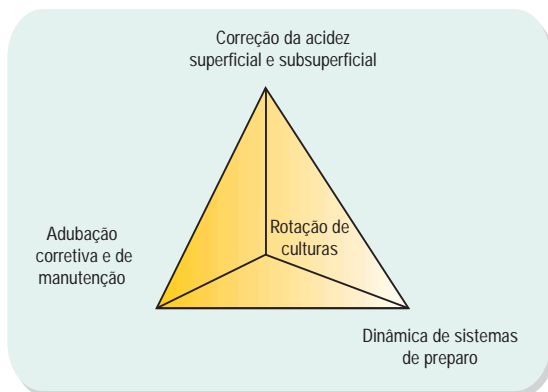 Correção da acidez
superficial e subsuperficial
Adubação
corretiva e de
manutenção
Rotação de
culturas
Dinâmica de sistemas
de preparo